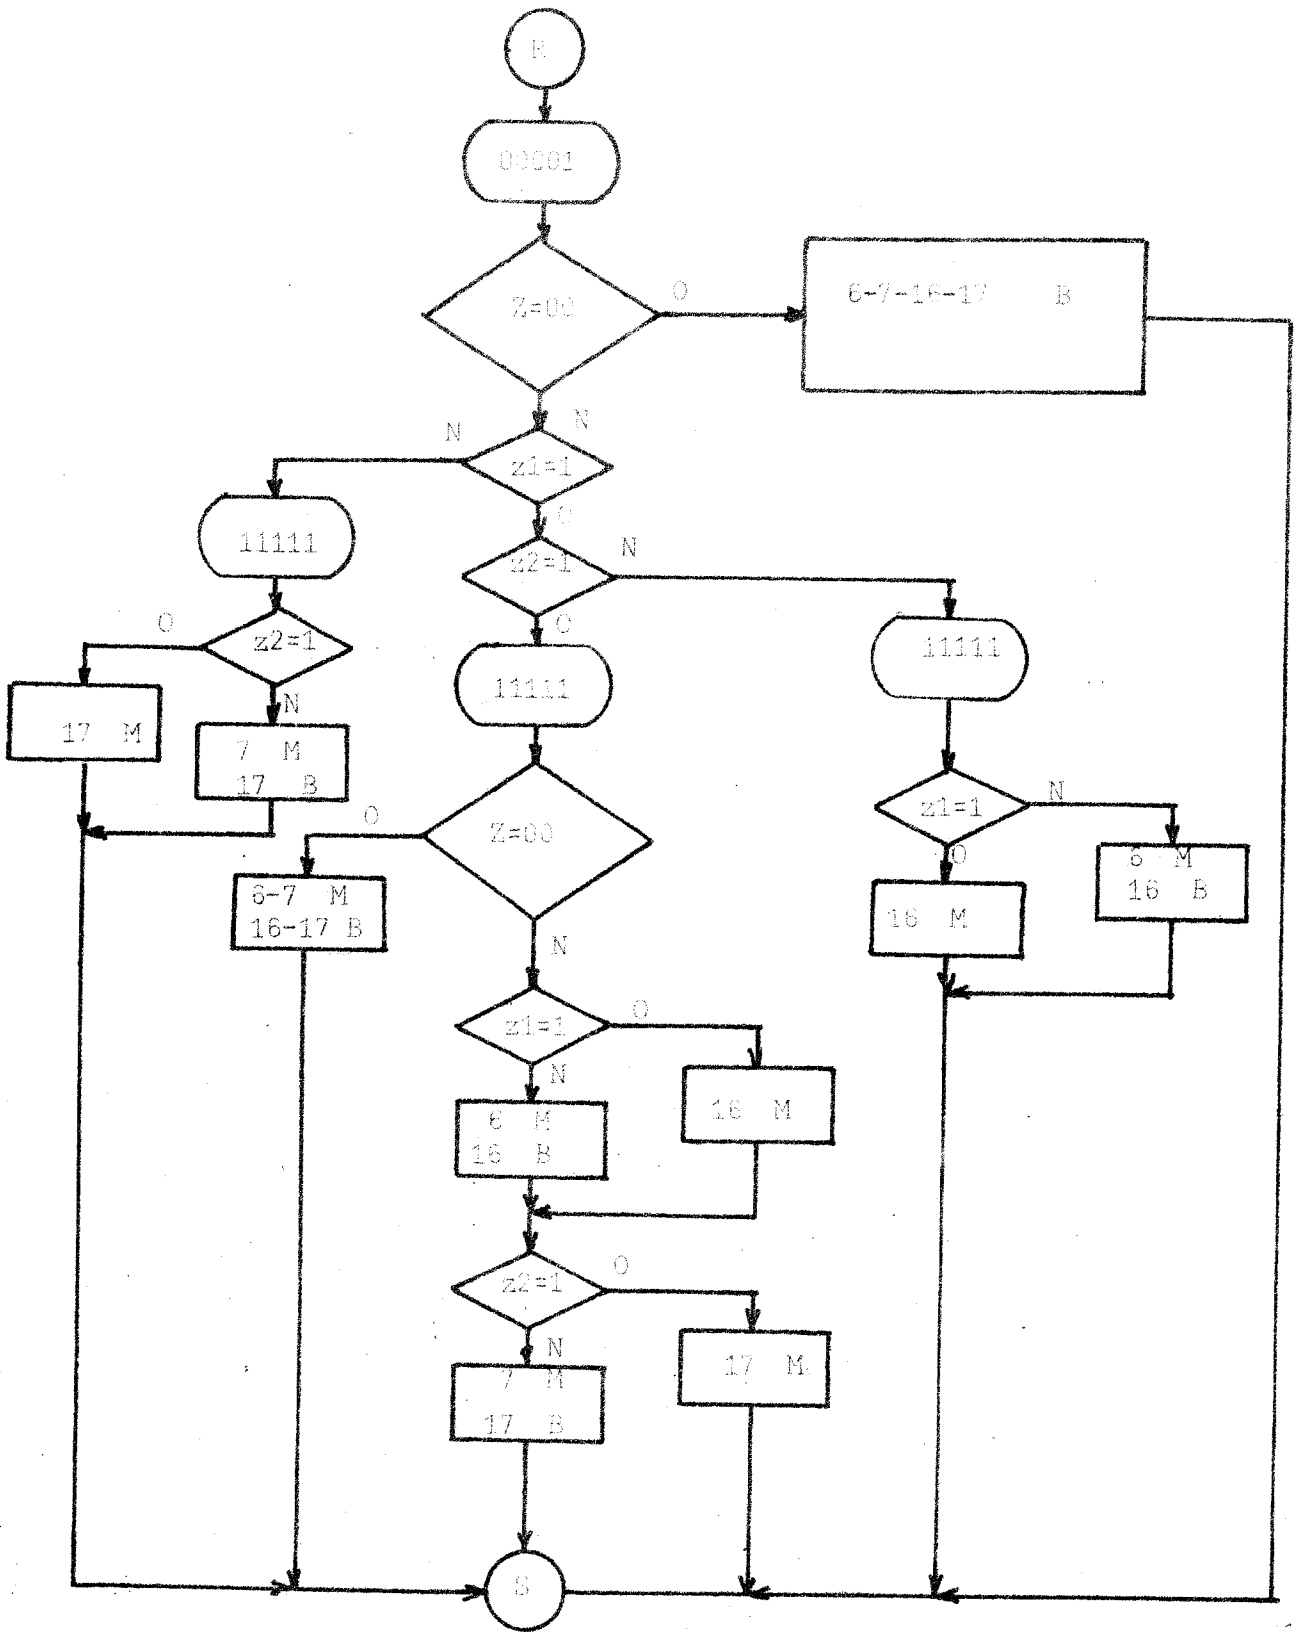 R
00001
Z=00
O
6-7-16-17 B
N
N
z1=1
O
z2=1
N
11111
O
z2=1
O
N
17 M
7 M
17 B
11111
11111
z1=1
N
O
6 M
16 B
16 M
Z=00
O
6-7 M
16-17 B
N
z1=1
O
N
6 M
16 B
16 M
z2=1
O
N
7 M
17 B
17 M
S